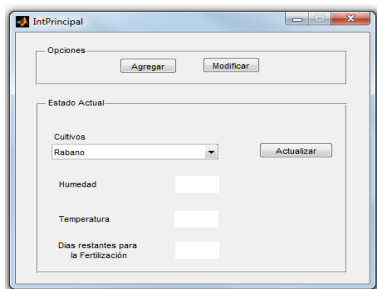 IntPrincipal
Opciones
Agregar Modificar
Estado Actual
Cultivos
Rabano Actualizar
Humedad
Temperatura
Dias restantes para
la Fertilización